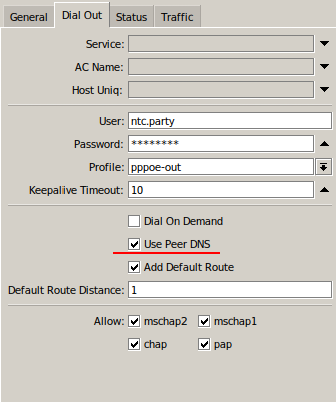 General Dial Out Status Traffic
Service:
AC Name:
Host Uniq:
User: ntc.party
Password: ********
Profile: pppoe-out
Keepalive Timeout: 10
Dial On Demand
Use Peer DNS
Add Default Route
Default Route Distance: 1
Allow: mschap2 mschap1
chap pap